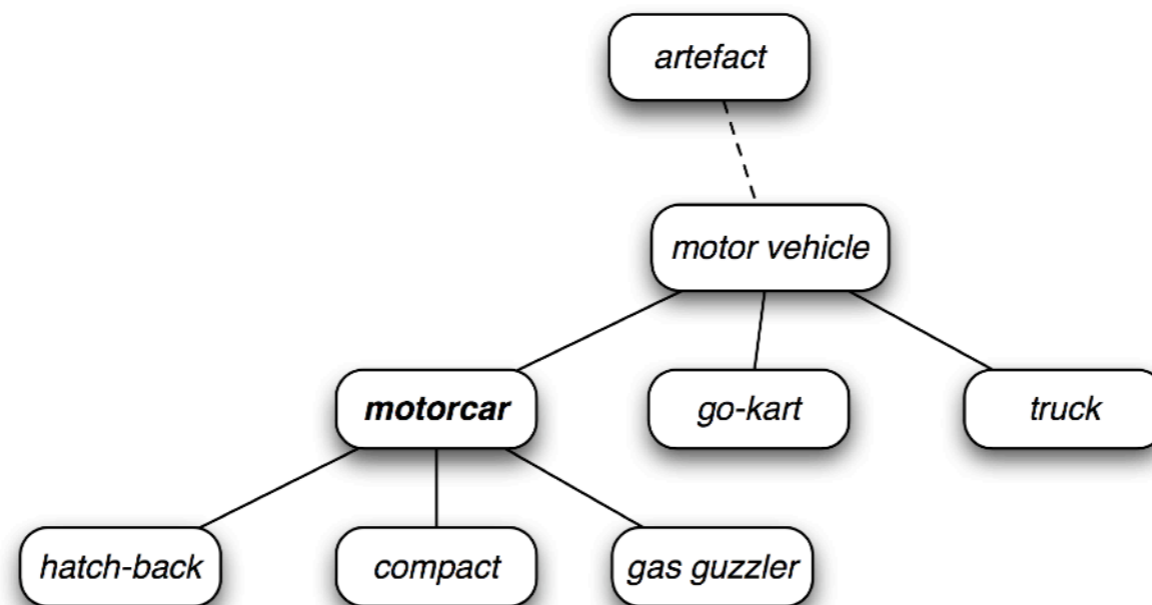 artefact
motor vehicle
motorcar
go-kart
truck
hatch-back
compact
gas guzzler